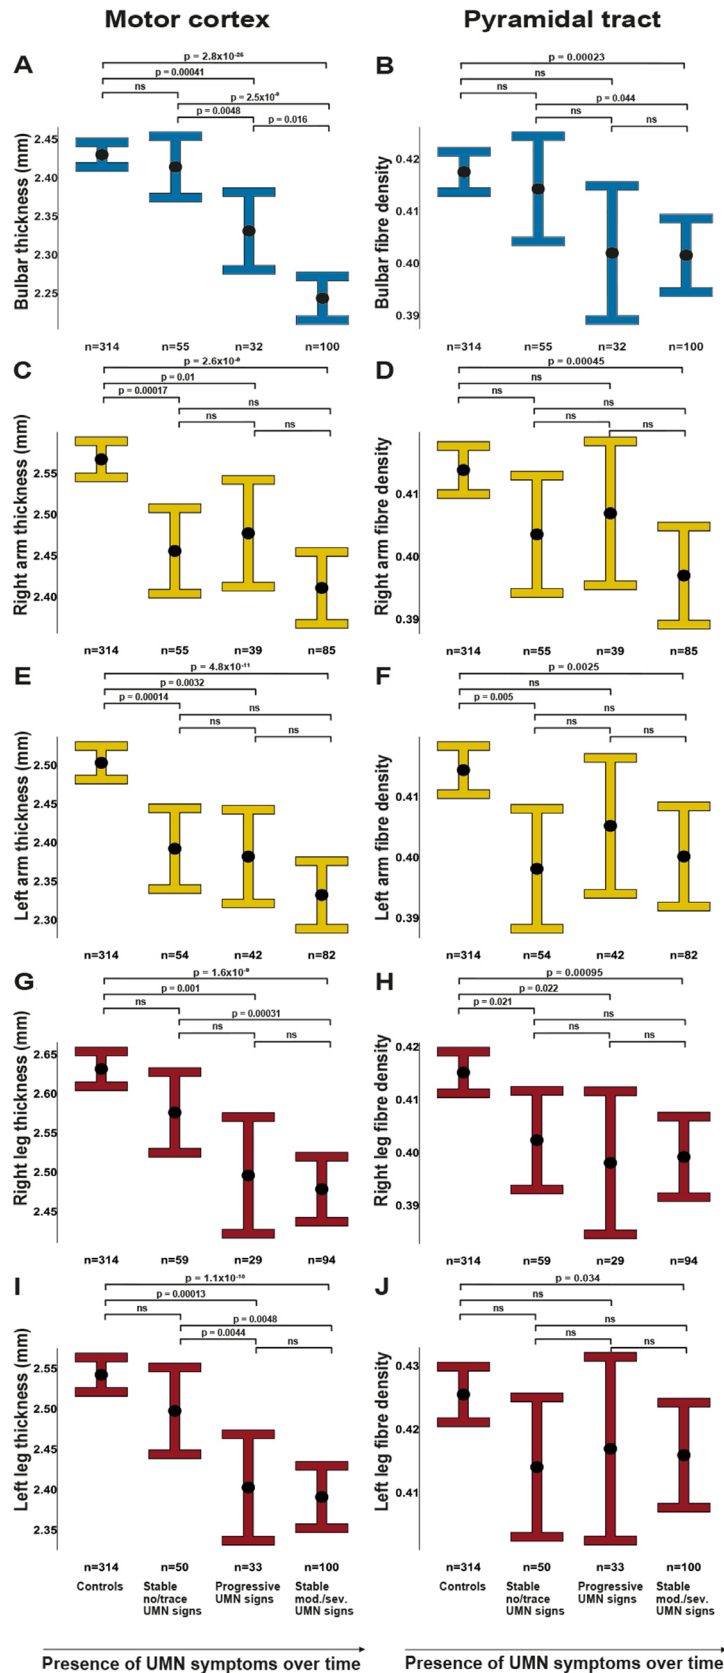 Motor cortex
Pyramidal tract
A
p = 2.8x10⁻²⁶
p = 0.00041
ns
p = 2.5x10⁻⁹
p = 0.0048
p = 0.016
Bulbar thickness (mm)
2.45
2.40
2.35
2.30
2.25
n=314
n=55
n=32
n=100
B
p = 0.00023
ns
ns
p = 0.044
ns
ns
Bulbar fibre density
0.42
0.41
0.40
0.39
n=314
n=55
n=32
n=100
C
p = 2.6x10⁻⁹
p = 0.01
p = 0.00017
ns
ns
ns
Right arm thickness (mm)
2.55
2.50
2.45
2.40
n=314
n=55
n=39
n=85
D
p = 0.00045
ns
ns
ns
ns
ns
Right arm fibre density
0.41
0.40
0.39
n=314
n=55
n=39
n=85
E
p = 4.8x10⁻¹¹
p = 0.0032
p = 0.00014
ns
ns
ns
Left arm thickness (mm)
2.50
2.45
2.40
2.35
2.30
n=314
n=54
n=42
n=82
F
p = 0.0025
ns
p = 0.005
ns
ns
ns
Left arm fibre density
0.41
0.40
0.39
n=314
n=54
n=42
n=82
G
p = 1.6x10⁻⁹
p = 0.001
ns
p = 0.00031
ns
ns
Right leg thickness (mm)
2.65
2.60
2.55
2.50
2.45
n=314
n=59
n=29
n=94
H
p = 0.00095
p = 0.022
p = 0.021
ns
ns
ns
Right leg fibre density
0.42
0.41
0.40
0.39
n=314
n=59
n=29
n=94
I
p = 1.1x10⁻¹⁰
p = 0.00013
ns
p = 0.0048
p = 0.0044
ns
Left leg thickness (mm)
2.55
2.50
2.45
2.40
2.35
n=314
n=50
n=33
n=100
Controls
Stable
no/trace
UMN signs
Progressive
UMN signs
Stable
mod./sev.
UMN signs
J
p = 0.034
ns
ns
ns
ns
ns
Left leg fibre density
0.43
0.42
0.41
n=314
n=50
n=33
n=100
Controls
Stable
no/trace
UMN signs
Progressive
UMN signs
Stable
mod./sev.
UMN signs
Presence of UMN symptoms over time
Presence of UMN symptoms over time